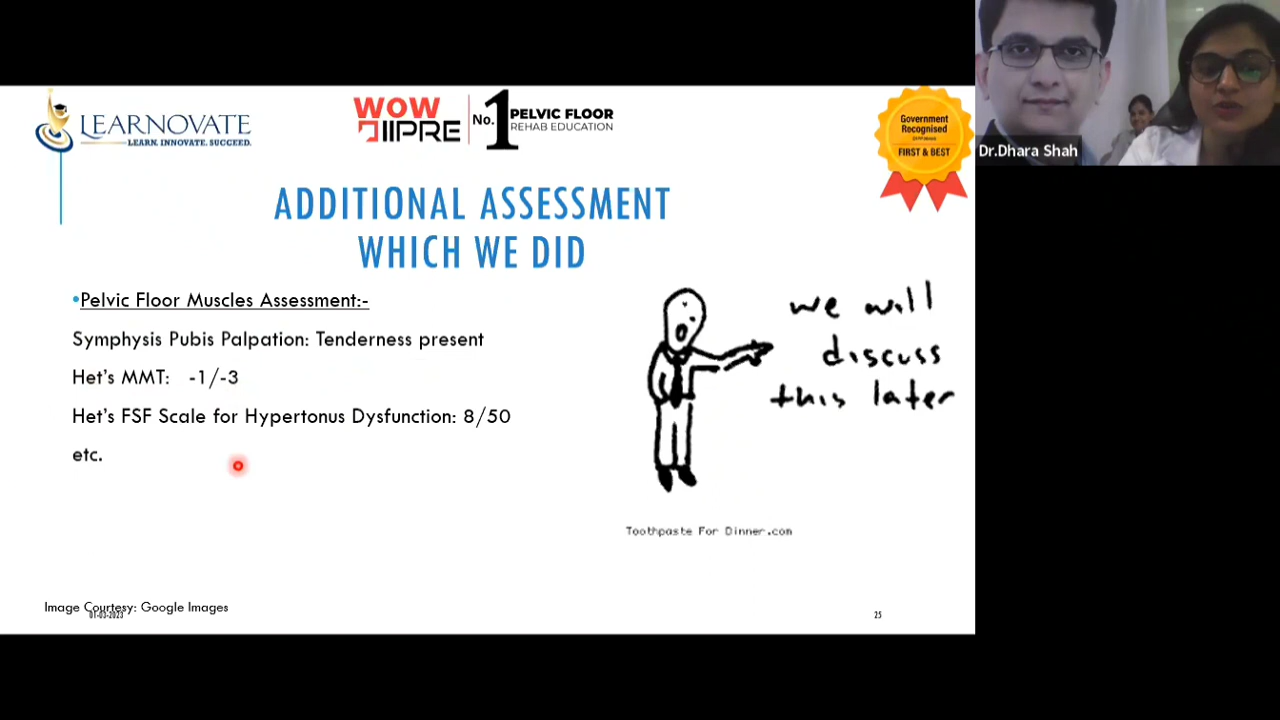 LEARNOVATE
LEARN. INNOVATE. SUCCEED.
WOW
IIPRE
No. 1 PELVIC FLOOR
REHAB EDUCATION
Government
Recognised
FIRST & BEST
Dr.Dhara Shah
ADDITIONAL ASSESSMENT
WHICH WE DID
•Pelvic Floor Muscles Assessment:-
Symphysis Pubis Palpation: Tenderness present
Het's MMT: -1/-3
Het's FSF Scale for Hypertonus Dysfunction: 8/50
etc.
we will
discuss
this later
Toothpaste For Dinner.com
Image Courtesy: Google Images
01-03-2023
25